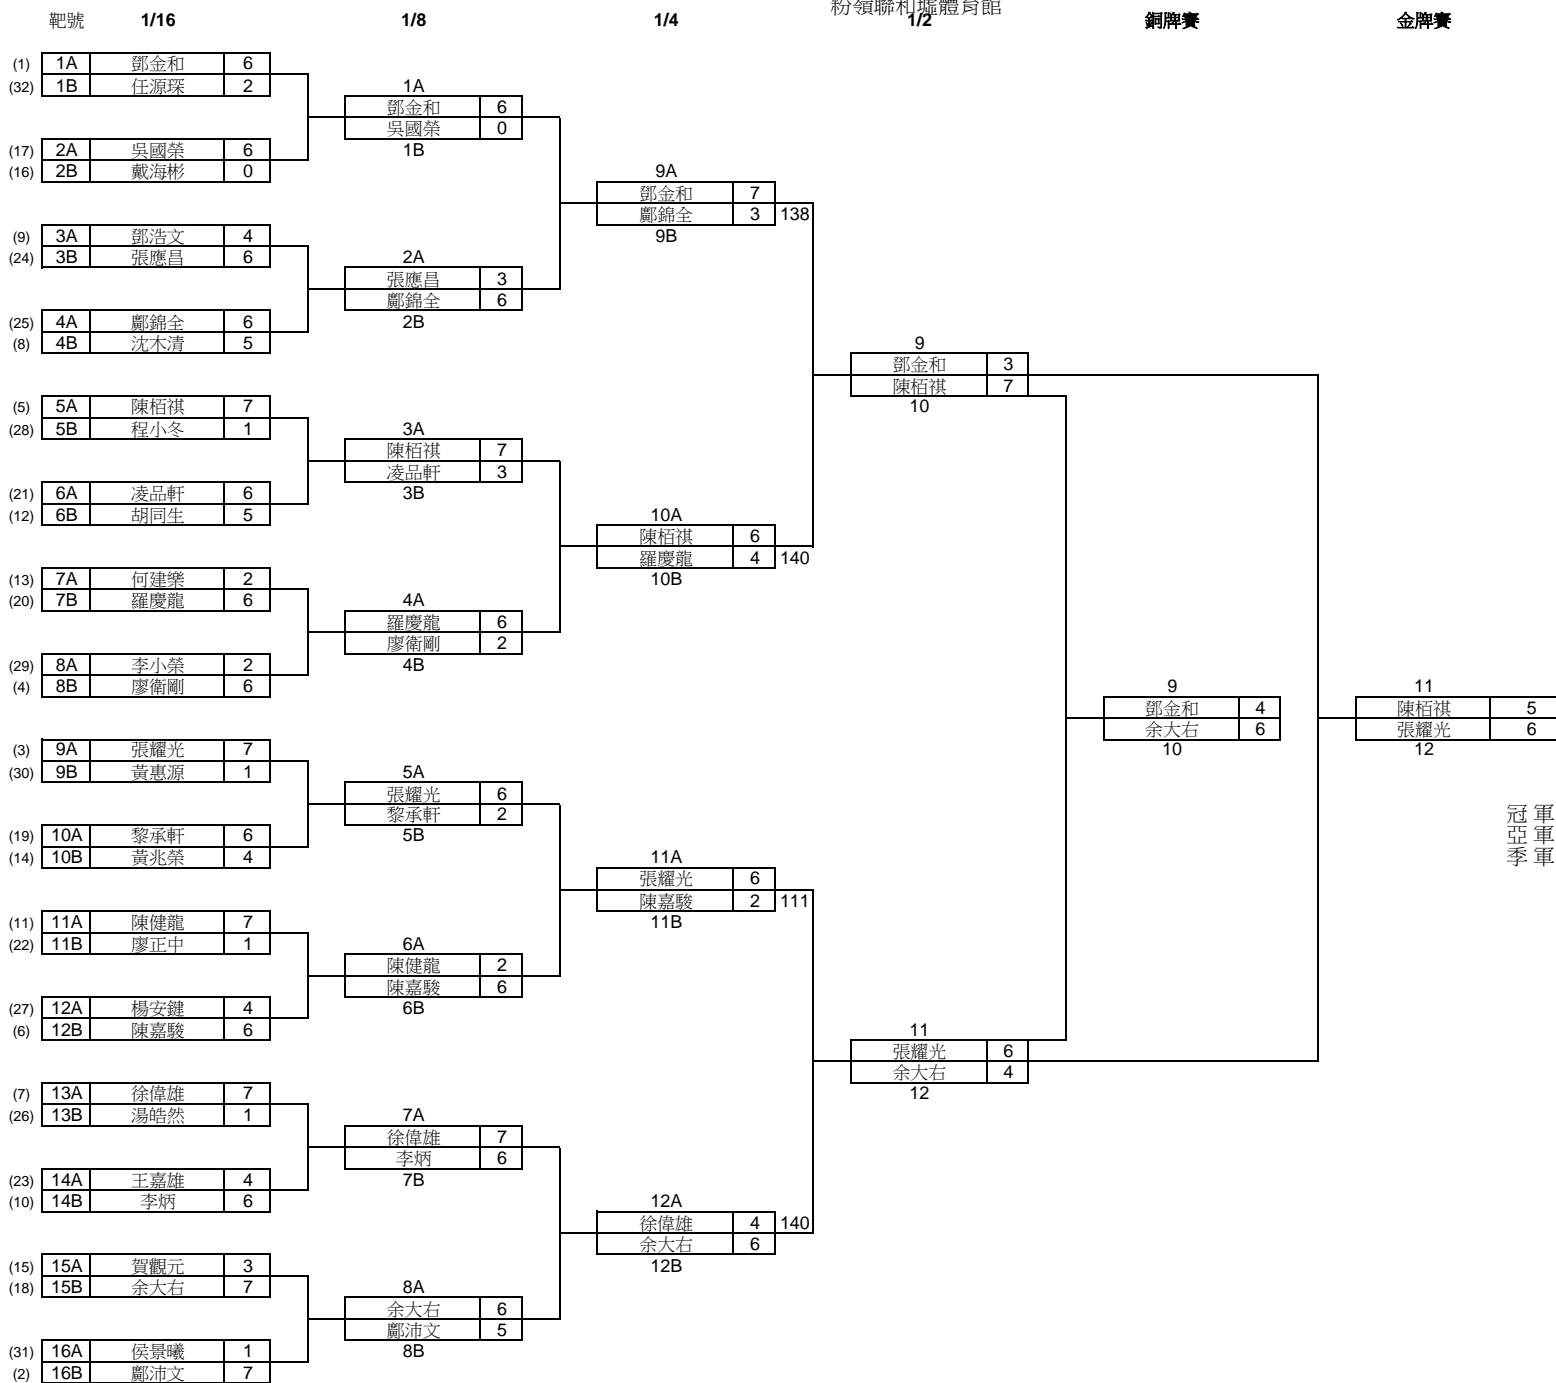 粉領聯和墟體育館
靶號 1/16 1/8 1/4 1/2 銅牌賽 金牌賽
(1) 1A 鄧金和 6
(32) 1B 任源琛 2
1A
鄧金和 6
吳國榮 0
1B
(17) 2A 吳國榮 6
(16) 2B 戴海彬 0
9A
鄧金和 7
鄺錦全 3 138
9B
(9) 3A 鄧浩文 4
(24) 3B 張應昌 6
2A
張應昌 3
鄺錦全 6
2B
(25) 4A 鄺錦全 6
(8) 4B 沈木清 5
9
鄧金和 3
陳栢祺 7
10
(5) 5A 陳栢祺 7
(28) 5B 程小冬 1
3A
陳栢祺 7
凌品軒 3
3B
(21) 6A 凌品軒 6
(12) 6B 胡同生 5
10A
陳栢祺 6
羅慶龍 4 140
10B
(13) 7A 何建樂 2
(20) 7B 羅慶龍 6
4A
羅慶龍 6
廖衛剛 2
4B
(29) 8A 李小榮 2
(4) 8B 廖衛剛 6
9
鄧金和 4
余大右 6
10
11
陳栢祺 5
張耀光 6
12
(3) 9A 張耀光 7
(30) 9B 黃惠源 1
5A
張耀光 6
黎承軒 2
5B
(19) 10A 黎承軒 6
(14) 10B 黃兆榮 4
冠軍
亞軍
季軍
11A
張耀光 6
陳嘉駿 2 111
11B
(11) 11A 陳健龍 7
(22) 11B 廖正中 1
6A
陳健龍 2
陳嘉駿 6
6B
(27) 12A 楊安鍵 4
(6) 12B 陳嘉駿 6
11
張耀光 6
余大右 4
12
(7) 13A 徐偉雄 7
(26) 13B 湯皓然 1
7A
徐偉雄 7
李炳 6
7B
(23) 14A 王嘉雄 4
(10) 14B 李炳 6
12A
徐偉雄 4 140
余大右 6
12B
(15) 15A 賀觀元 3
(18) 15B 余大右 7
8A
余大右 6
鄺沛文 5
8B
(31) 16A 侯景曦 1
(2) 16B 鄺沛文 7